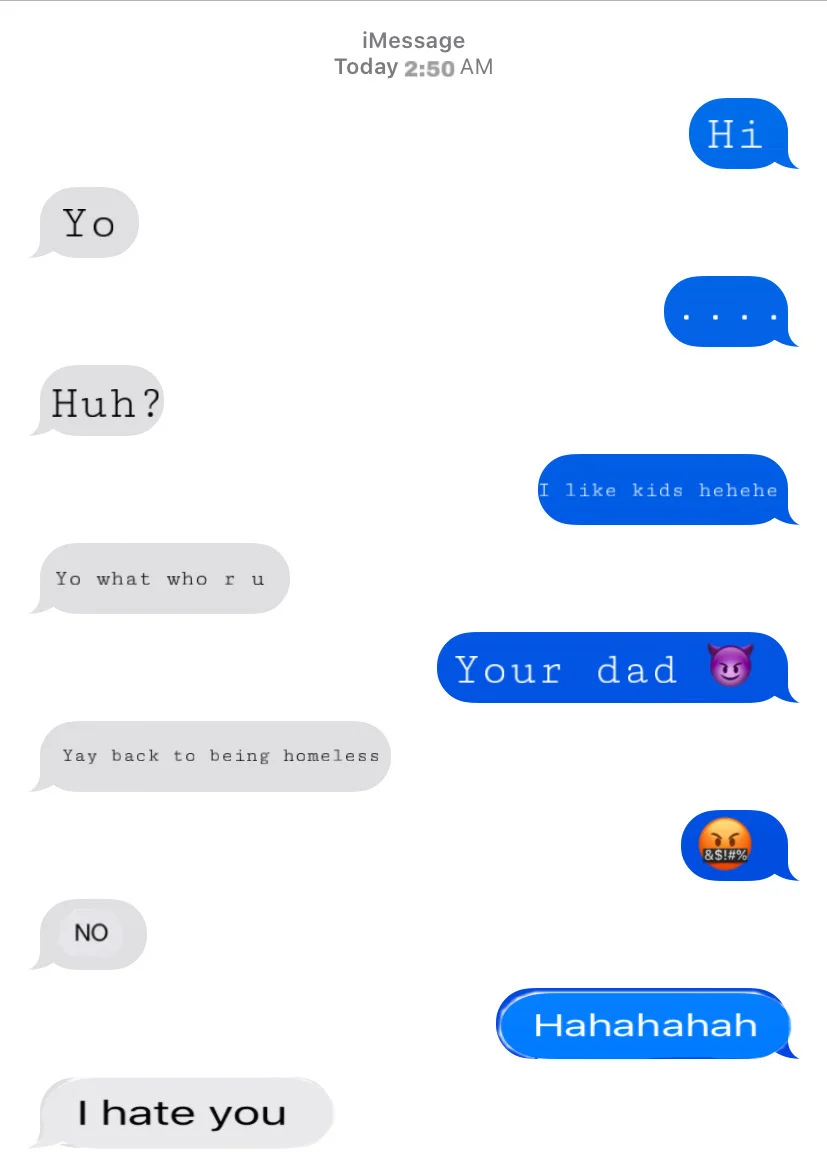 iMessage
Today 2:50 AM
Hi
Yo
. . . .
Huh?
I like kids hehehe
Yo what who r u
Your dad 😈
Yay back to being homeless
🤬
NO
Hahahahah
I hate you